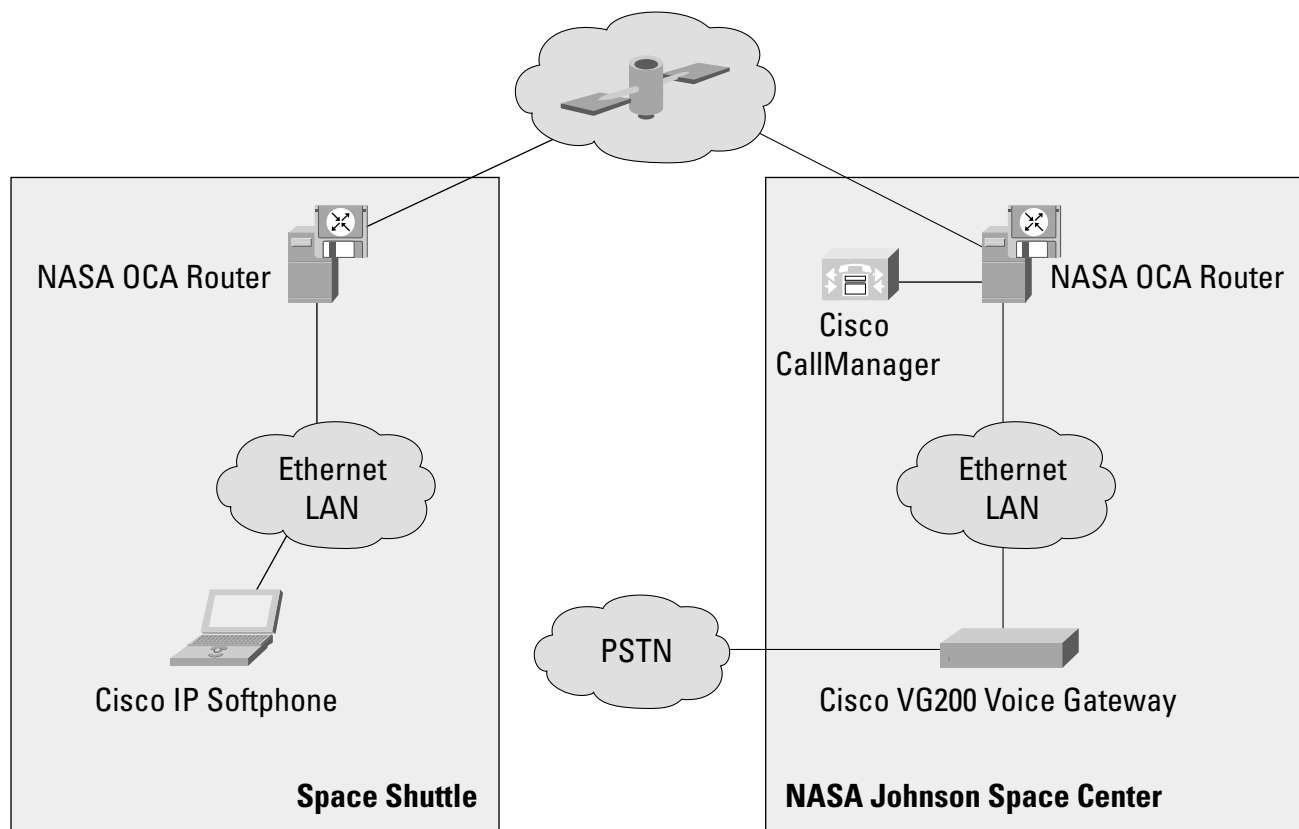 NASA OCA Router
Ethernet
LAN
Cisco IP Softphone
Space Shuttle
NASA OCA Router
Cisco
CallManager
Ethernet
LAN
PSTN
Cisco VG200 Voice Gateway
NASA Johnson Space Center